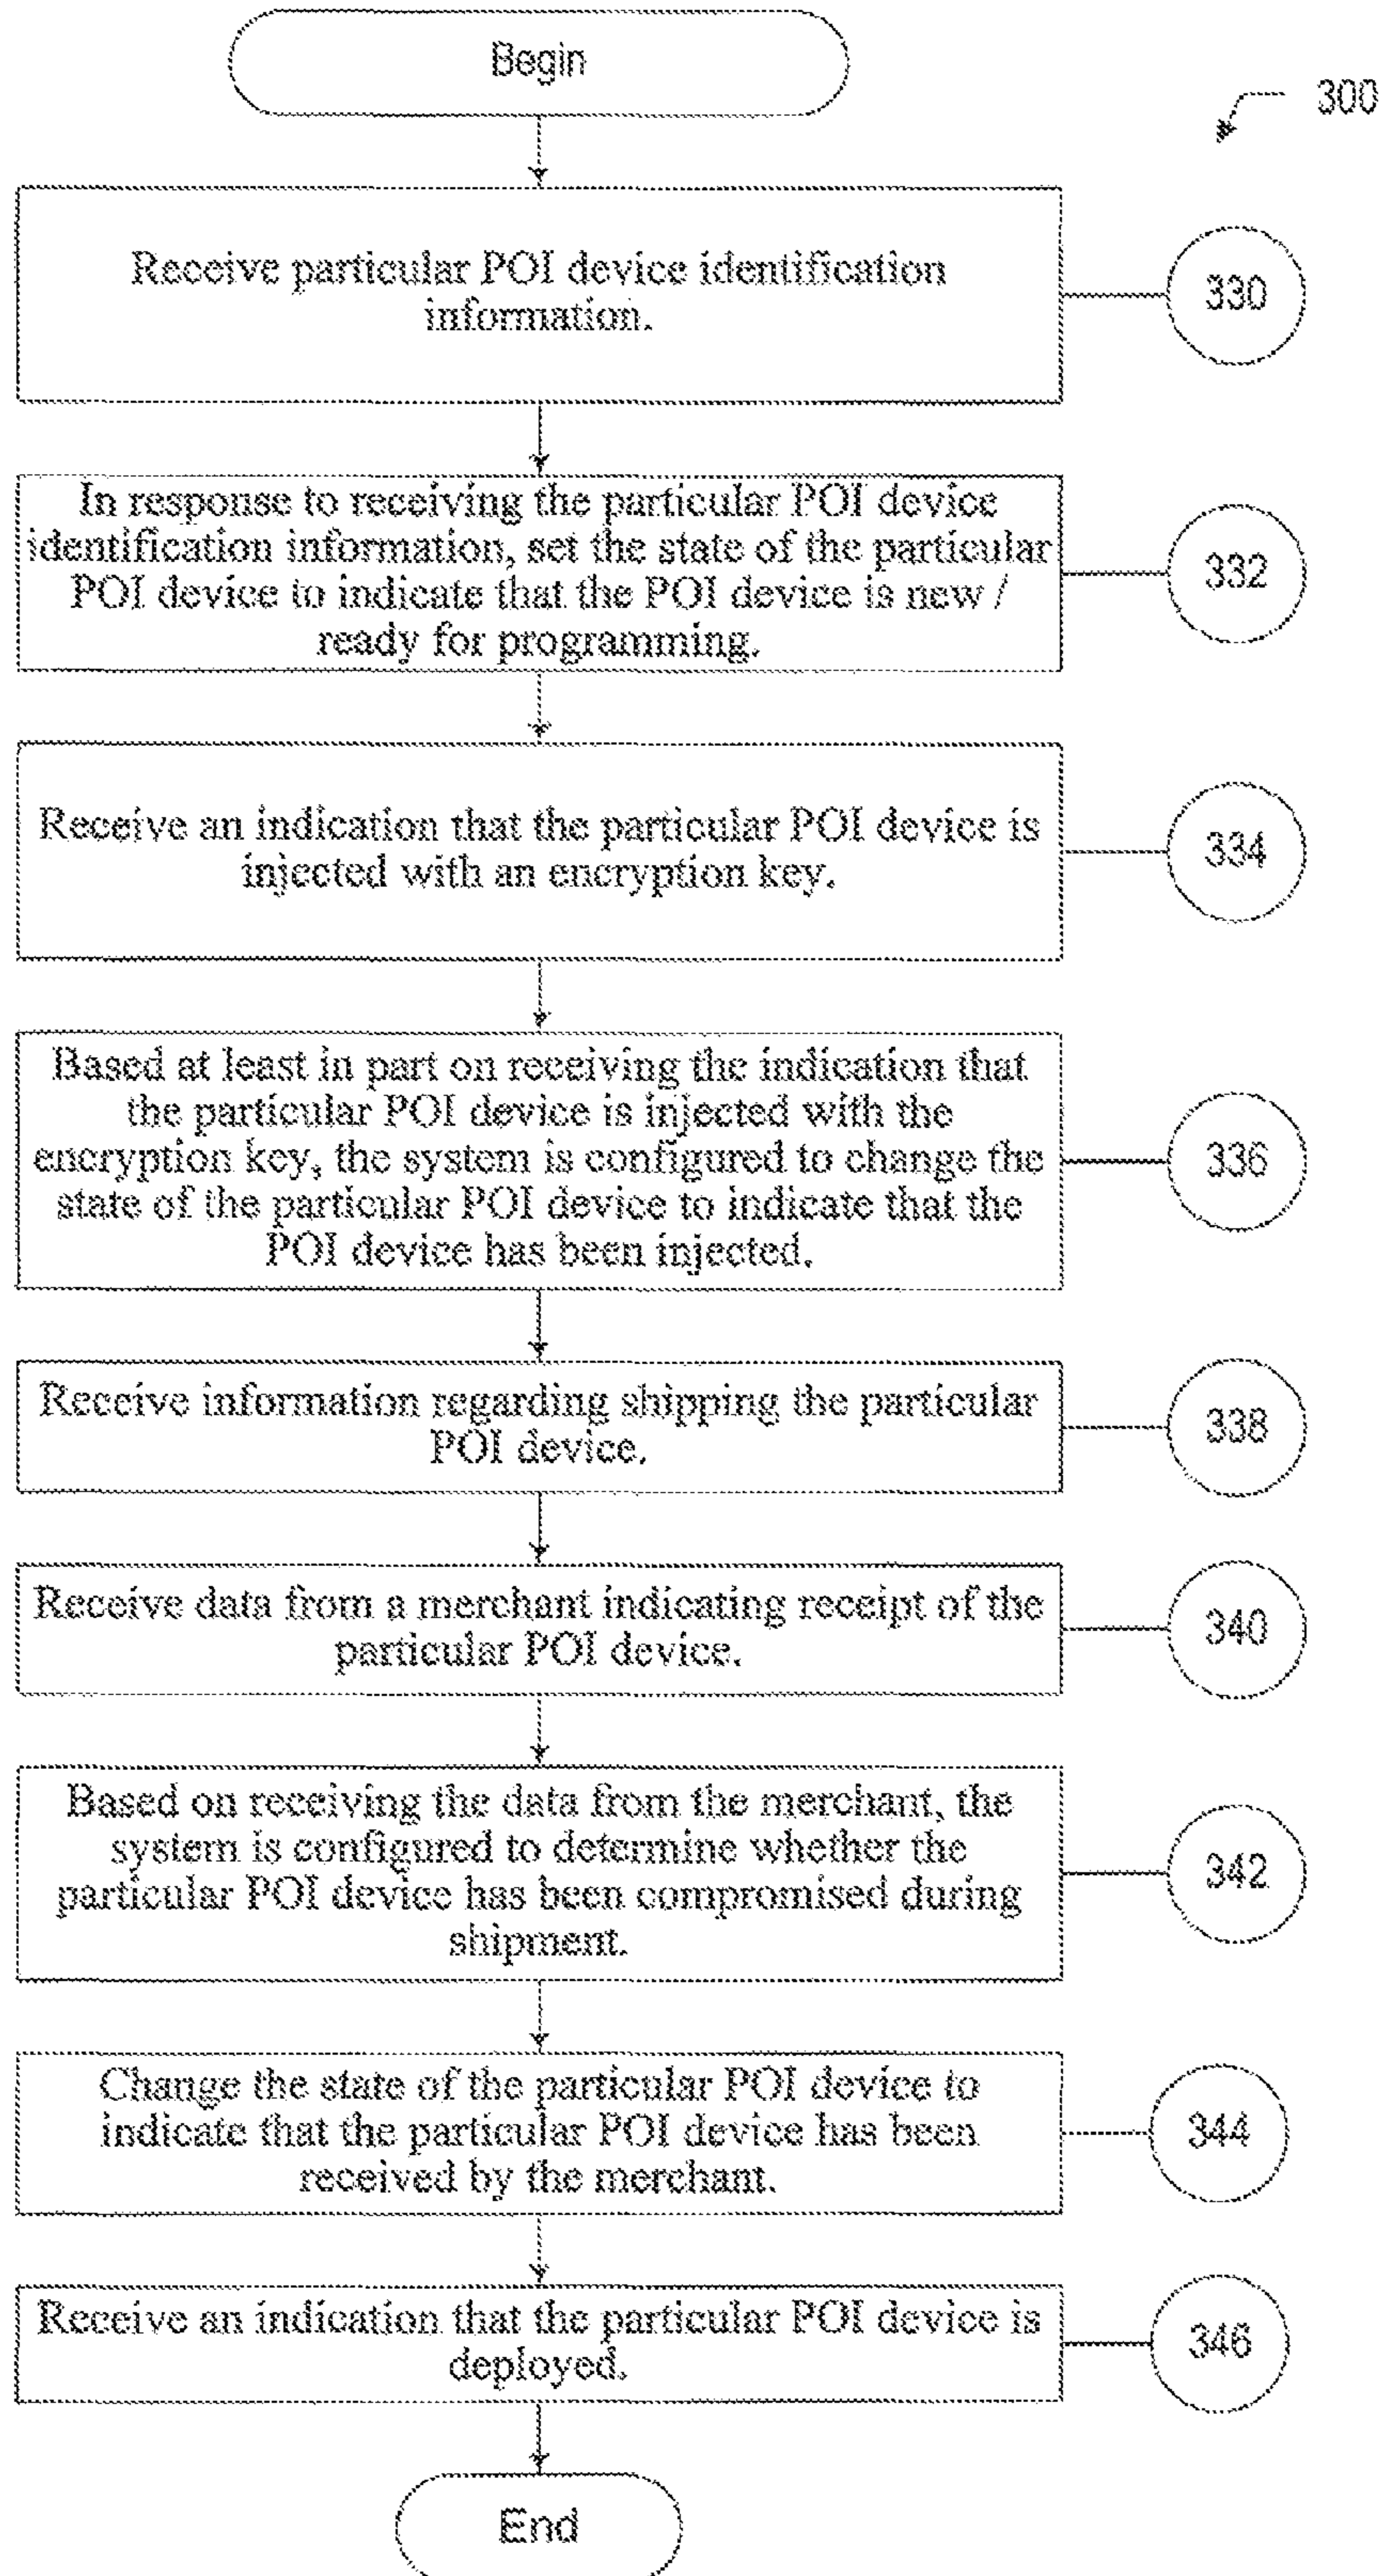 Begin
300
Receive particular POI device identification
information.
330
In response to receiving the particular POI device
identification information, set the state of the particular
POI device to indicate that the POI device is new /
ready for programming.
332
Receive an indication that the particular POI device is
injected with an encryption key.
334
Based at least in part on receiving the indication that
the particular POI device is injected with the
encryption key, the system is configured to change the
state of the particular POI device to indicate that the
POI device has been injected.
336
Receive information regarding shipping the particular
POI device.
338
Receive data from a merchant indicating receipt of the
particular POI device.
340
Based on receiving the data from the merchant, the
system is configured to determine whether the
particular POI device has been compromised during
shipment.
342
Change the state of the particular POI device to
indicate that the particular POI device has been
received by the merchant.
344
Receive an indication that the particular POI device is
deployed.
346
End